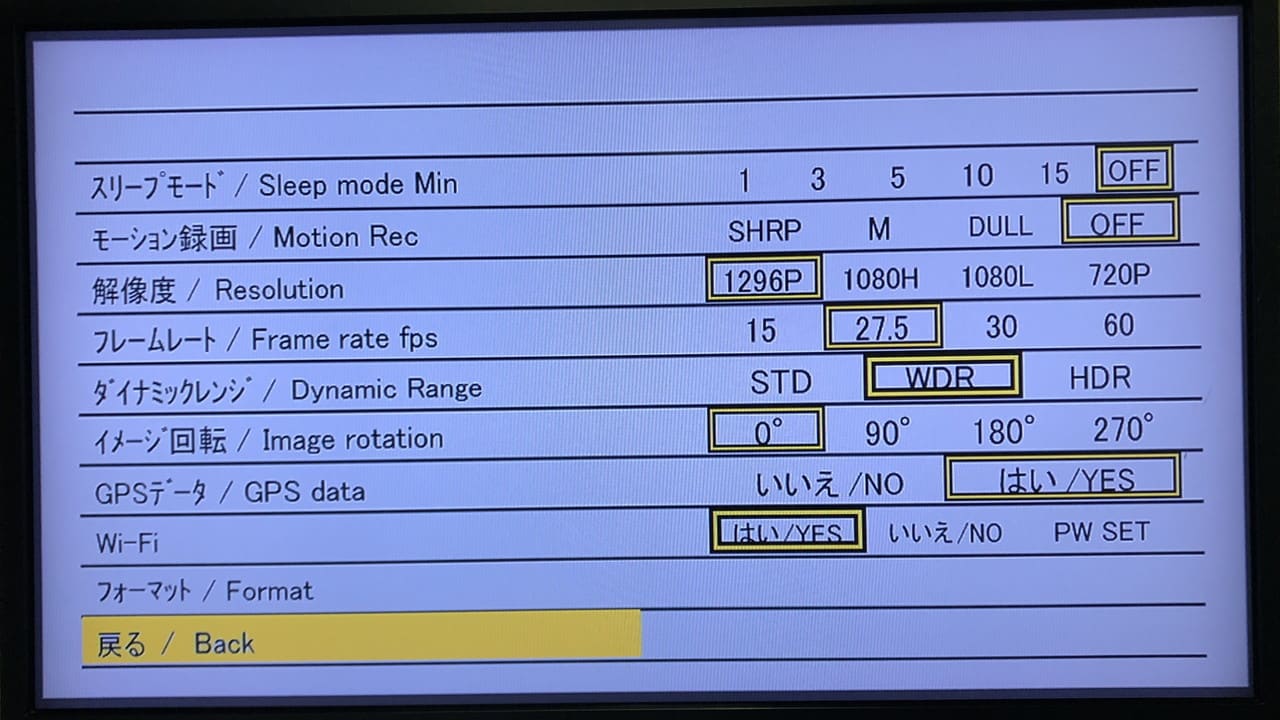 スリープモード / Sleep mode Min 1 3 5 10 15 OFF
モーション録画 / Motion Rec SHRP M DULL OFF
解像度 / Resolution 1296P 1080H 1080L 720P
フレームレート / Frame rate fps 15 27.5 30 60
ダイナミックレンジ / Dynamic Range STD WDR HDR
イメージ回転 / Image rotation 0° 90° 180° 270°
GPSデータ / GPS data いいえ /NO はい /YES
Wi-Fi はい/YES いいえ/NO PW SET
フォーマット / Format
戻る / Back